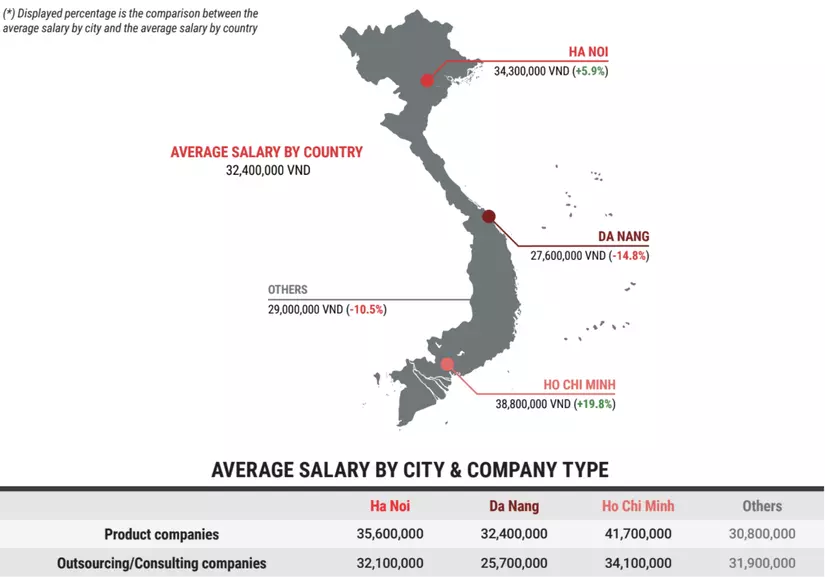 (*) Displayed percentage is the comparison between the
average salary by city and the average salary by country
HA NOI
34,300,000 VND (+5.9%)
AVERAGE SALARY BY COUNTRY
32,400,000 VND
DA NANG
27,600,000 VND (-14.8%)
OTHERS
29,000,000 VND (-10.5%)
HO CHI MINH
38,800,000 VND (+19.8%)
AVERAGE SALARY BY CITY & COMPANY TYPE
Ha Noi Da Nang Ho Chi Minh Others
Product companies 35,600,000 32,400,000 41,700,000 30,800,000
Outsourcing/Consulting companies 32,100,000 25,700,000 34,100,000 31,900,000